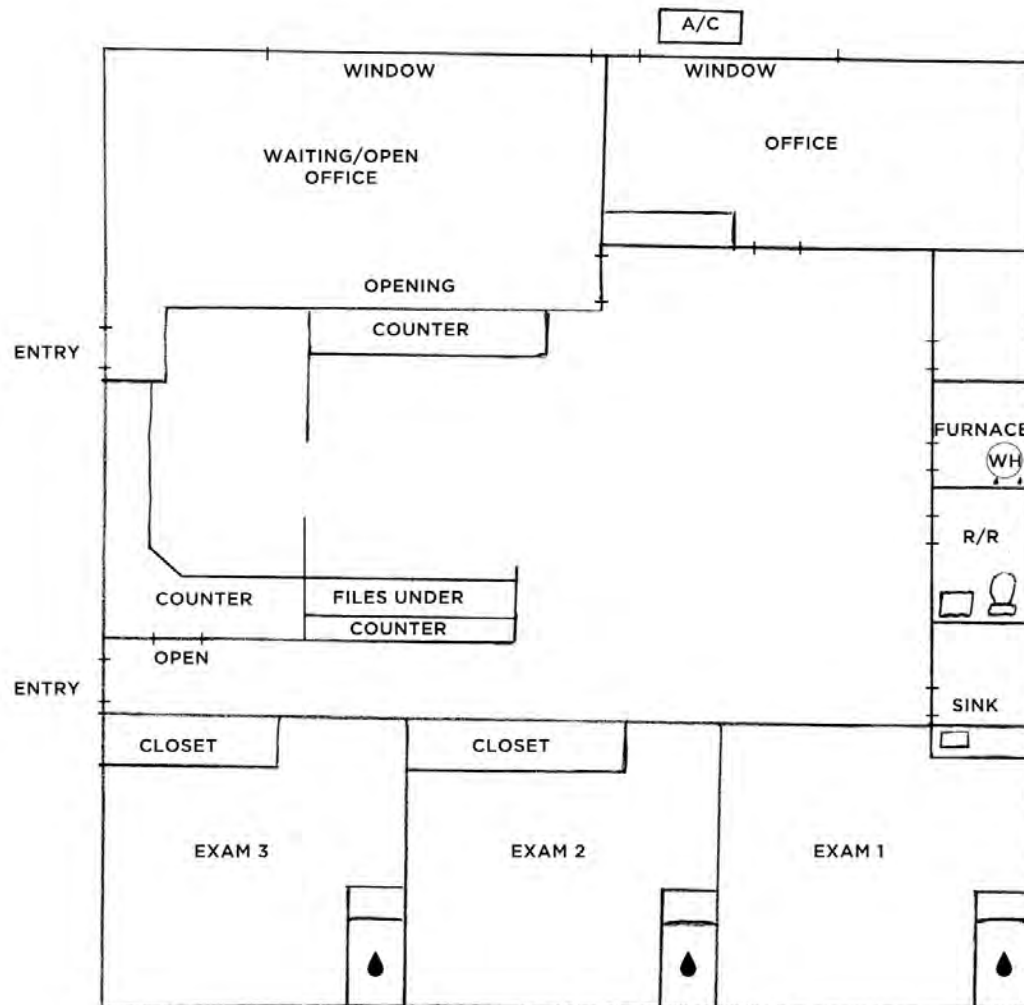 A/C
WINDOW
WINDOW
OFFICE
WAITING/OPEN
OFFICE
OPENING
COUNTER
ENTRY
FURNACE
WH
R/R
COUNTER
FILES UNDER
COUNTER
OPEN
ENTRY
SINK
CLOSET
CLOSET
EXAM 3
EXAM 2
EXAM 1